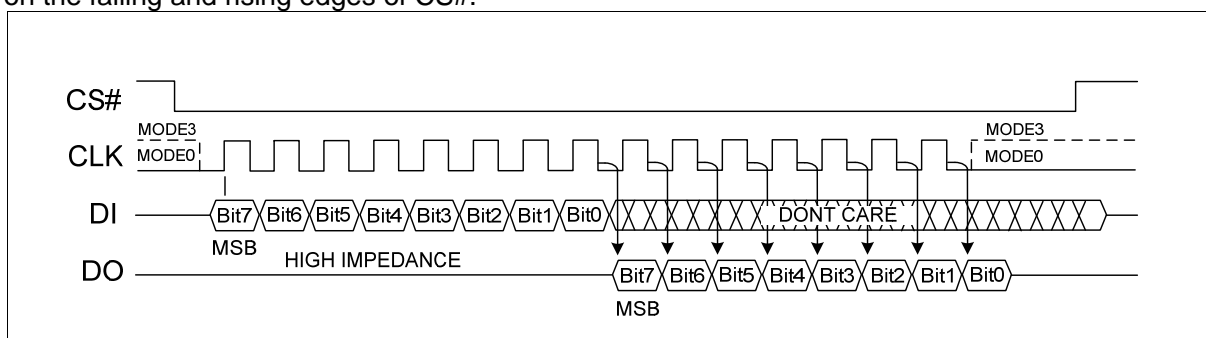 on the falling and rising edges of CS#.
CS#
MODE3 MODE3
CLK MODE0 MODE0
DI Bit7 Bit6 Bit5 Bit4 Bit3 Bit2 Bit1 Bit0 DONT CARE
MSB HIGH IMPEDANCE
DO Bit7 Bit6 Bit5 Bit4 Bit3 Bit2 Bit1 Bit0
MSB